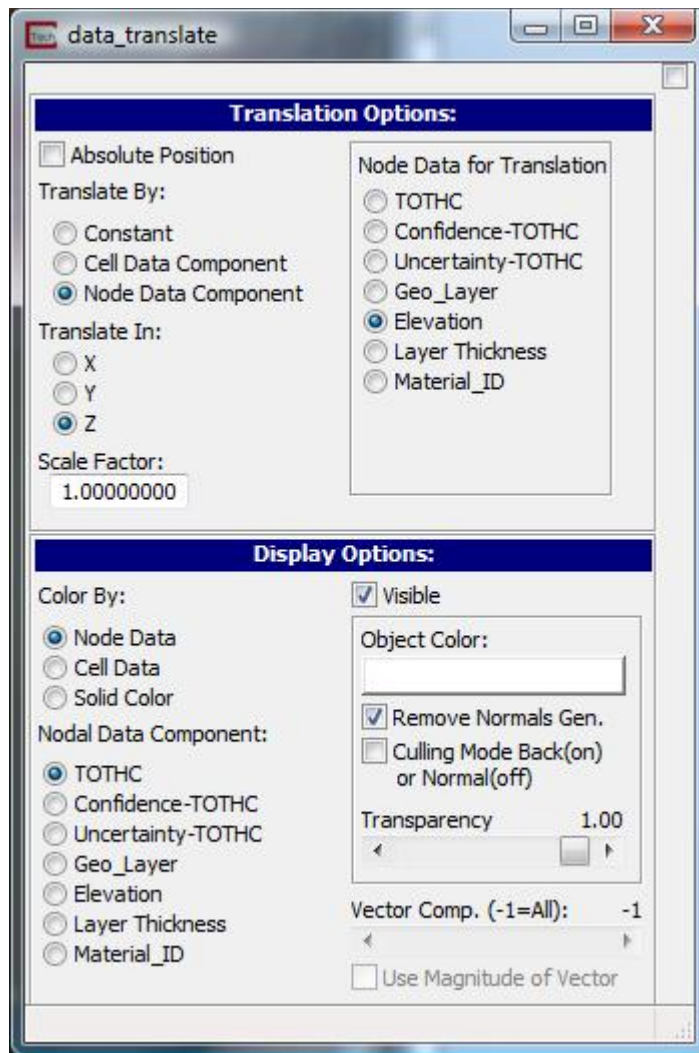 Tech data_translate
Translation Options:
Absolute Position
Translate By:
Constant
Cell Data Component
Node Data Component
Translate In:
X
Y
Z
Scale Factor:
1.00000000
Node Data for Translation
TOTHC
Confidence-TOTHC
Uncertainty-TOTHC
Geo_Layer
Elevation
Layer Thickness
Material_ID
Display Options:
Color By:
Node Data
Cell Data
Solid Color
Nodal Data Component:
TOTHC
Confidence-TOTHC
Uncertainty-TOTHC
Geo_Layer
Elevation
Layer Thickness
Material_ID
Visible
Object Color:
Remove Normals Gen.
Culling Mode Back(on)
or Normal(off)
Transparency 1.00
Vector Comp. (-1=All): -1
Use Magnitude of Vector